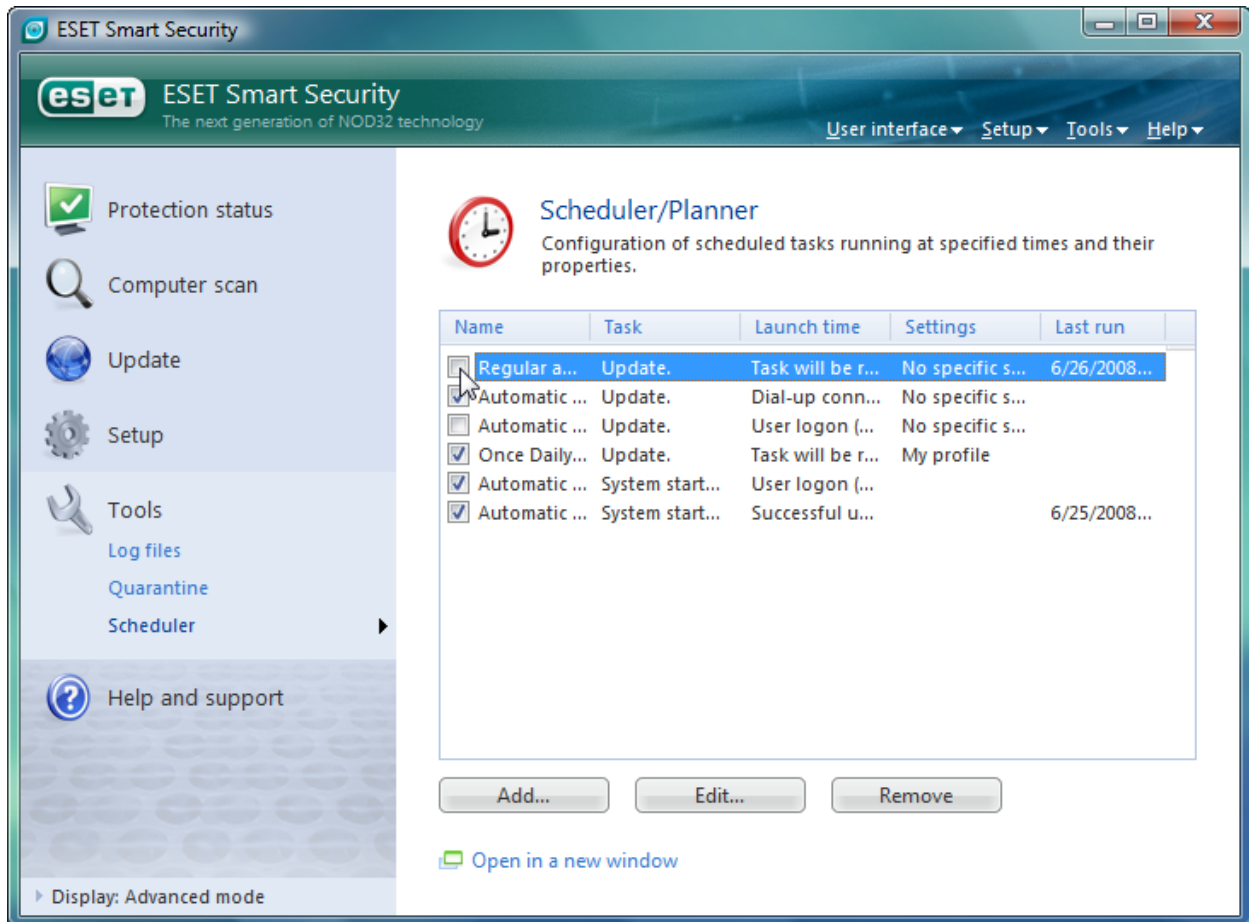 ESET Smart Security
eset
ESET Smart Security
The next generation of NOD32 technology
User interface Setup Tools Help
Protection status
Computer scan
Update
Setup
Tools
Log files
Quarantine
Scheduler
Help and support
Display: Advanced mode
Scheduler/Planner
Configuration of scheduled tasks running at specified times and their
properties.
Name Task Launch time Settings Last run
Regular a... Update. Task will be r... No specific s... 6/26/2008...
Automatic ... Update. Dial-up conn... No specific s...
Automatic ... Update. User logon (... No specific s...
Once Daily... Update. Task will be r... My profile
Automatic ... System start... User logon (...
Automatic ... System start... Successful u... 6/25/2008...
Add... Edit... Remove
Open in a new window